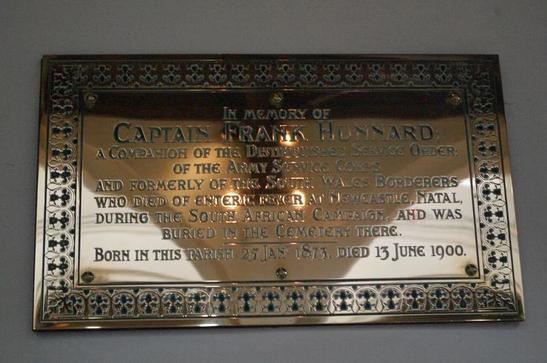 In memory of
Captain Frank Hunnard:
a Companion of the Distinguished Service Order:
of the Army Service Corps
and formerly of the South Wales Borderers
who died of enteric fever at Newcastle, Natal,
during the South African Campaign, and was
buried in the Cemetery there.
Born in this parish 25 Jan 1873. Died 13 June 1900.